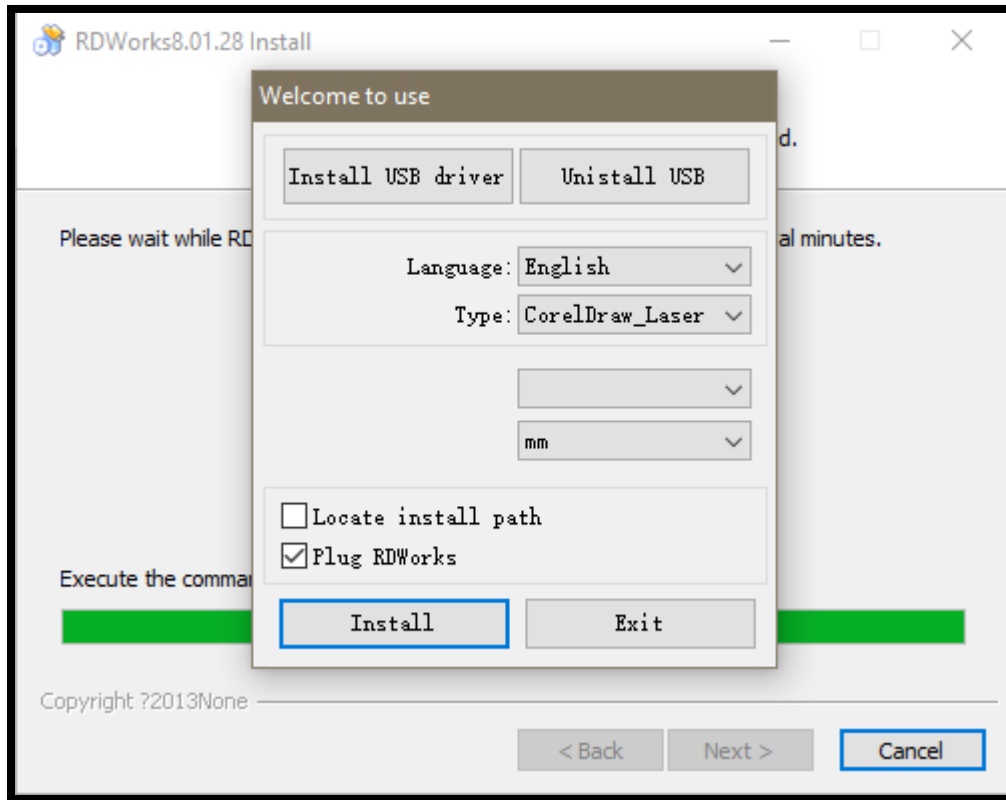 RDWorks8.01.28 Install
Welcome to use
d.
Install USB driver
Unistall USB
Please wait while RD
al minutes.
Language: English
Type: CorelDraw_Laser
mm
Locate install path
Plug RDWorks
Execute the comma
Install
Exit
Copyright ?2013None
< Back
Next >
Cancel